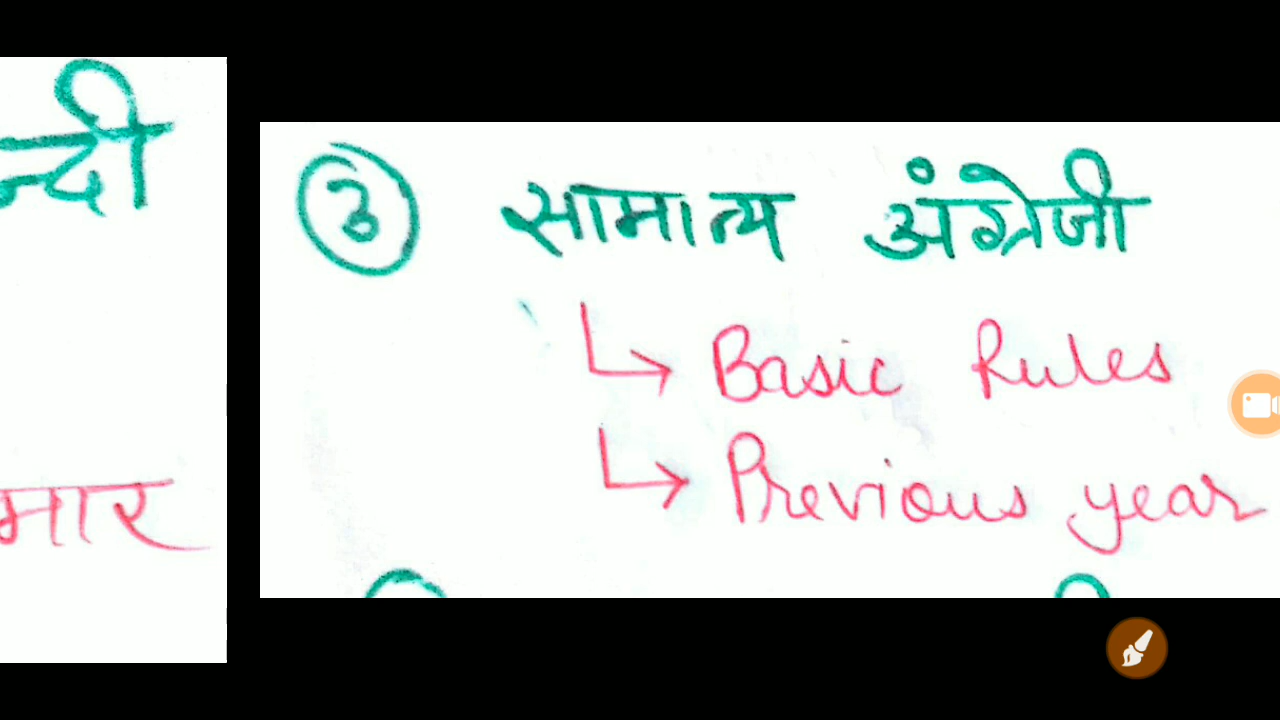 न्दी
मार
③ सामान्य अंग्रेजी
↳ Basic Rules
↳ Previous year